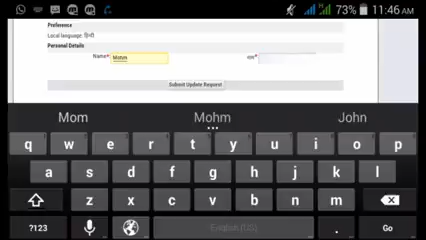 73% 11:46 AM
Preference
Local language: हिन्दी
Personal Details
Name*: Mohm नाम*:
Submit Update Request
Mom Mohm John
q w e r t y u i o p
a s d f g h j k l
z x c v b n m
?123 English (US) . Go